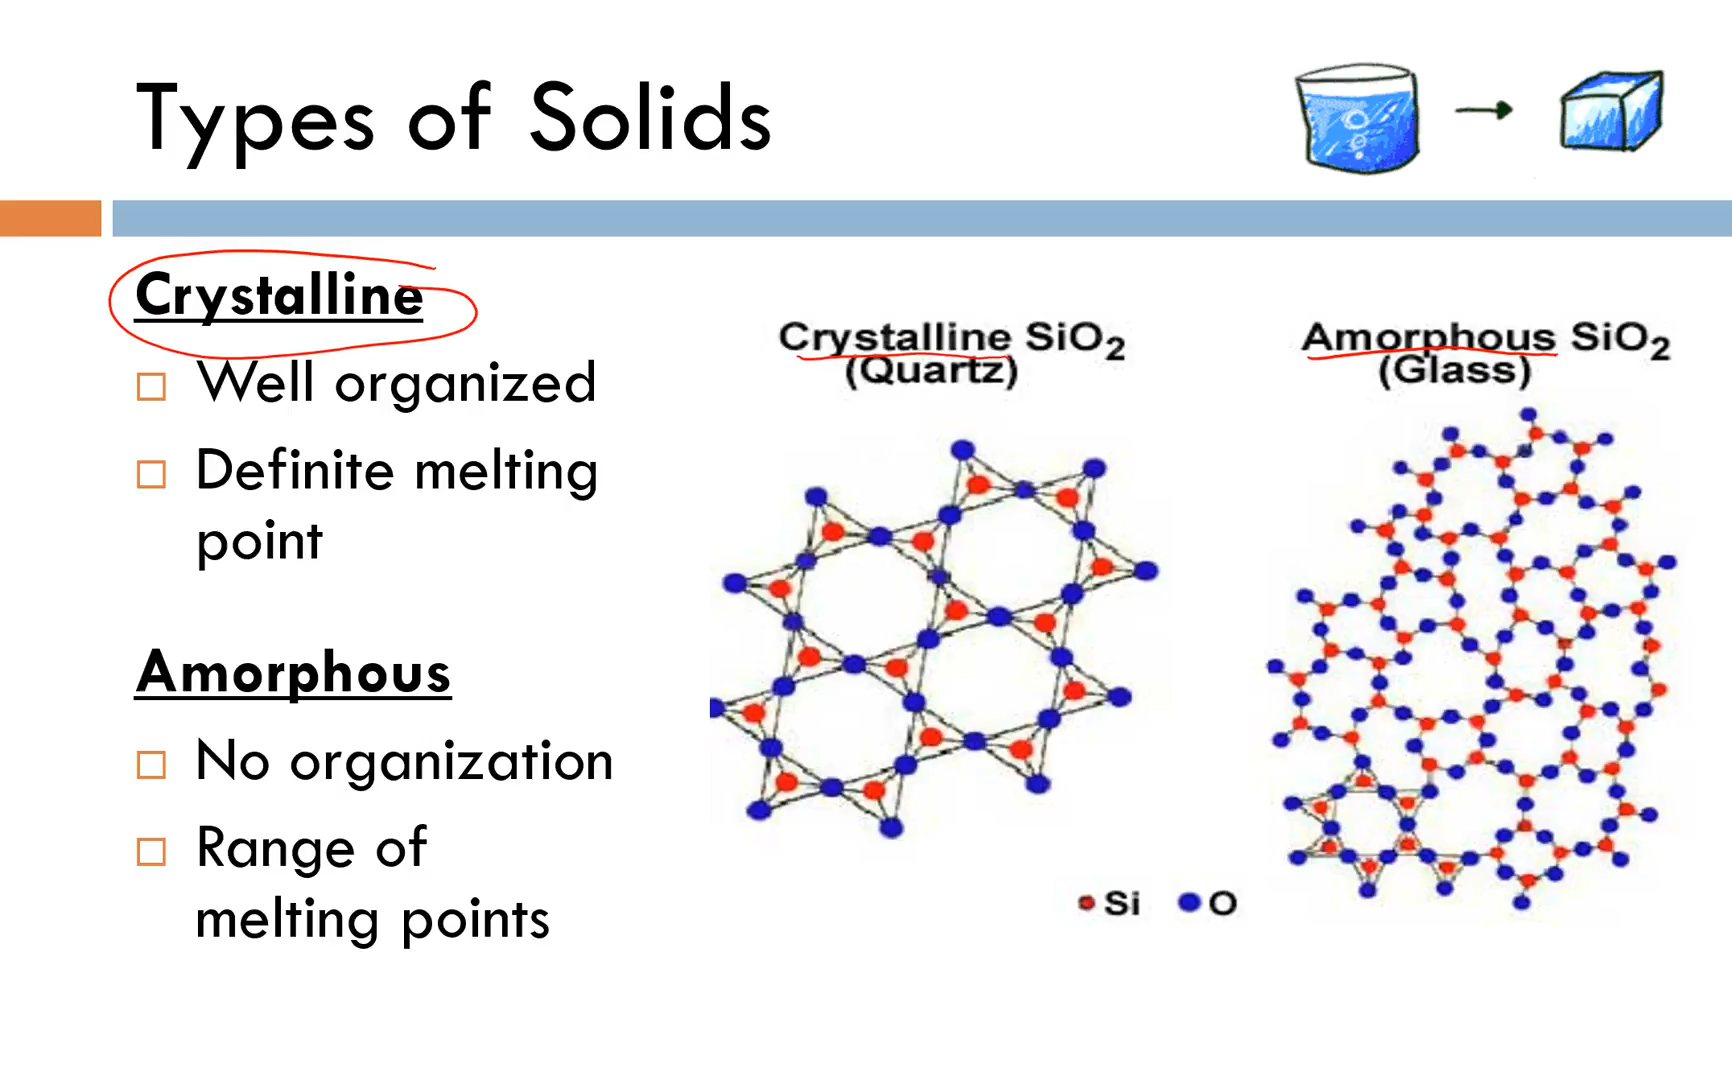 Types of Solids
Crystalline
Well organized
Definite melting
point
Amorphous
No organization
Range of
melting points
Crystalline SiO₂
(Quartz)
Amorphous SiO₂
(Glass)
Si O